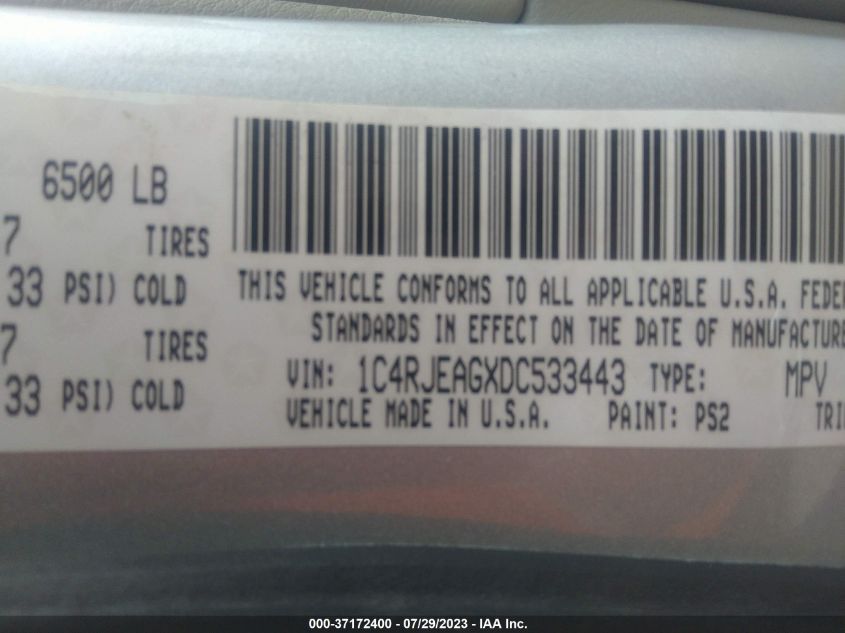 6500 LB
7 TIRES
33 PSI) COLD
7 TIRES
33 PSI) COLD
THIS VEHICLE CONFORMS TO ALL APPLICABLE U.S.A. FEDE
STANDARDS IN EFFECT ON THE DATE OF MANUFACTURE
VIN: 1C4RJEAGXDC533443 TYPE: MPV
VEHICLE MADE IN U.S.A. PAINT: PS2 TRI
000-37172400 - 07/29/2023 - IAA Inc.